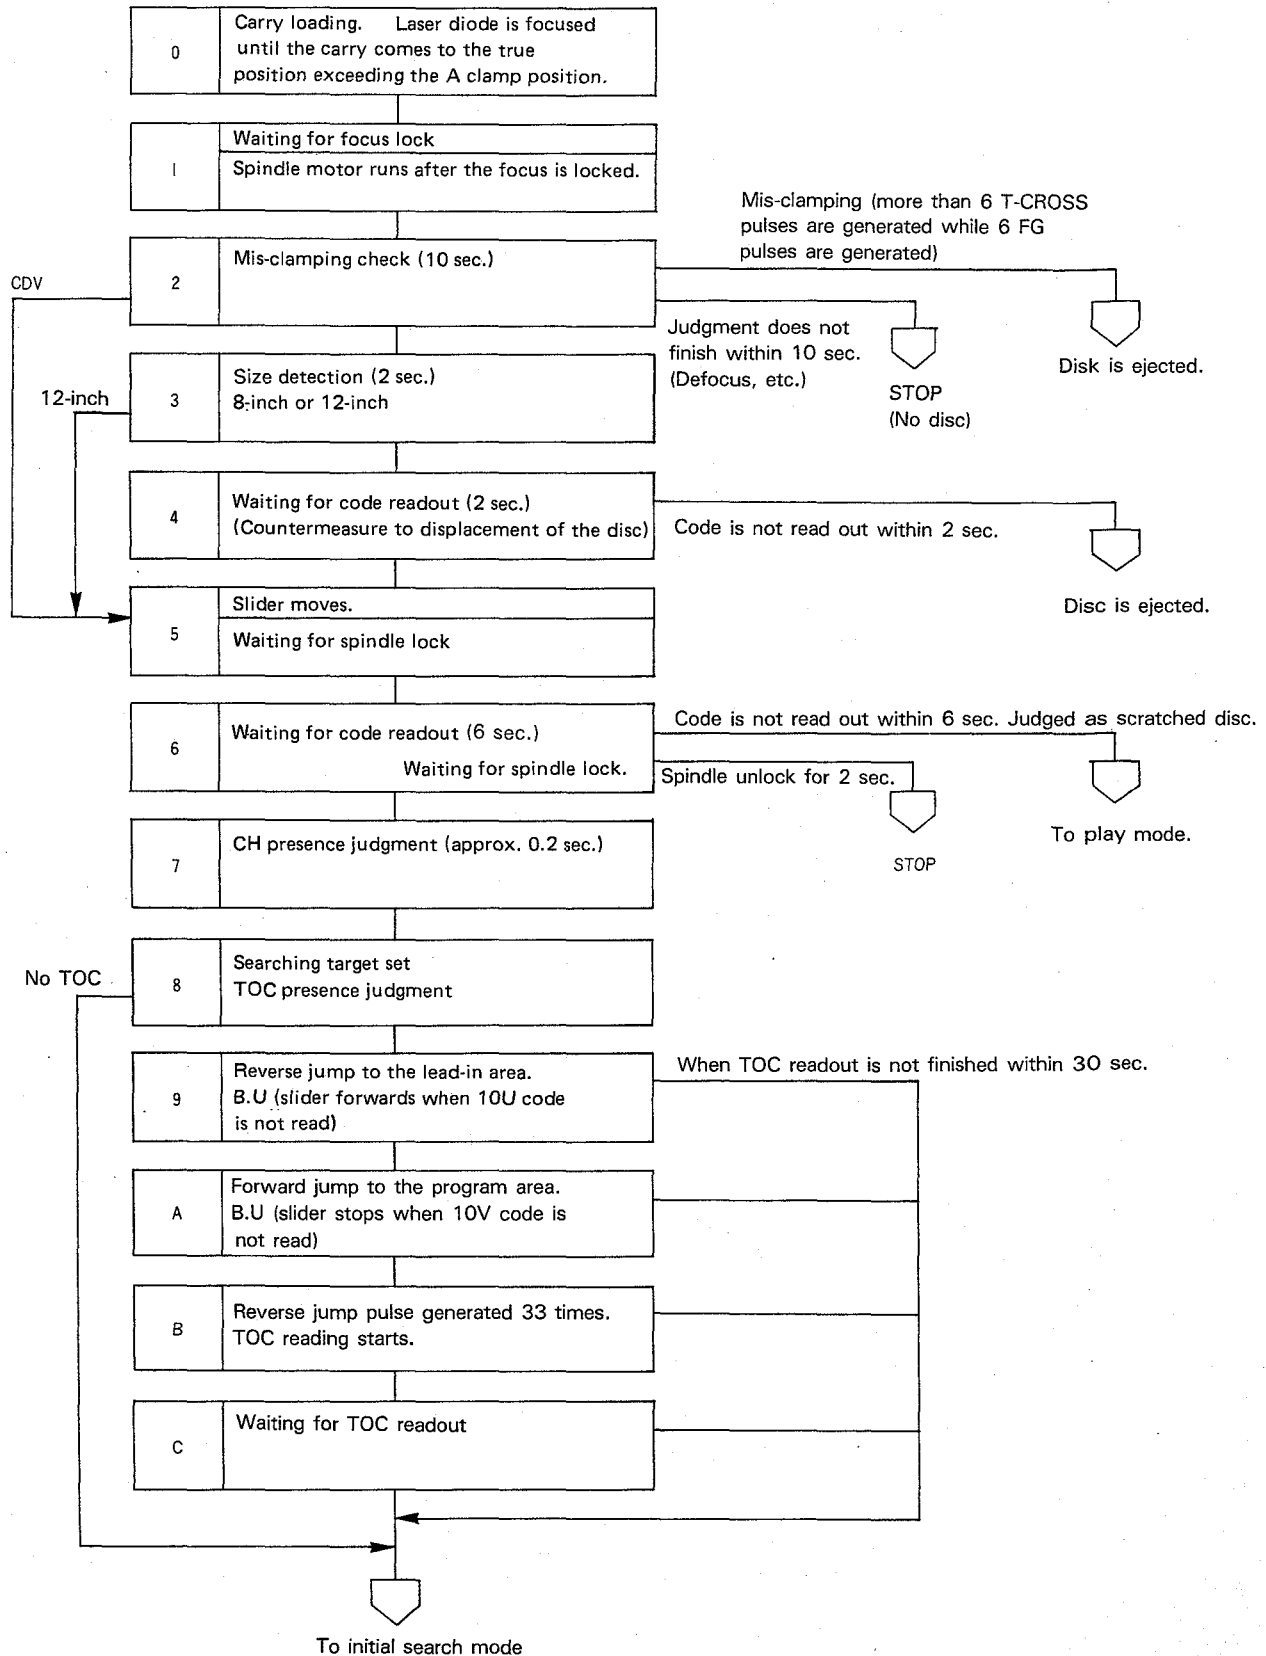 0
Carry loading. Laser diode is focused
until the carry comes to the true
position exceeding the A clamp position.
1
Waiting for focus lock
Spindle motor runs after the focus is locked.
Mis-clamping (more than 6 T-CROSS
pulses are generated while 6 FG
pulses are generated)
2
Mis-clamping check (10 sec.)
CDV
Judgment does not
finish within 10 sec.
(Defocus, etc.)
STOP
(No disc)
Disk is ejected.
3
Size detection (2 sec.)
8-inch or 12-inch
12-inch
4
Waiting for code readout (2 sec.)
(Countermeasure to displacement of the disc)
Code is not read out within 2 sec.
Disc is ejected.
5
Slider moves.
Waiting for spindle lock
6
Waiting for code readout (6 sec.)
Waiting for spindle lock.
Code is not read out within 6 sec. Judged as scratched disc.
Spindle unlock for 2 sec.
STOP
To play mode.
7
CH presence judgment (approx. 0.2 sec.)
8
Searching target set
TOC presence judgment
No TOC
9
Reverse jump to the lead-in area.
B.U (slider forwards when 10U code
is not read)
When TOC readout is not finished within 30 sec.
A
Forward jump to the program area.
B.U (slider stops when 10V code is
not read)
B
Reverse jump pulse generated 33 times.
TOC reading starts.
C
Waiting for TOC readout
To initial search mode